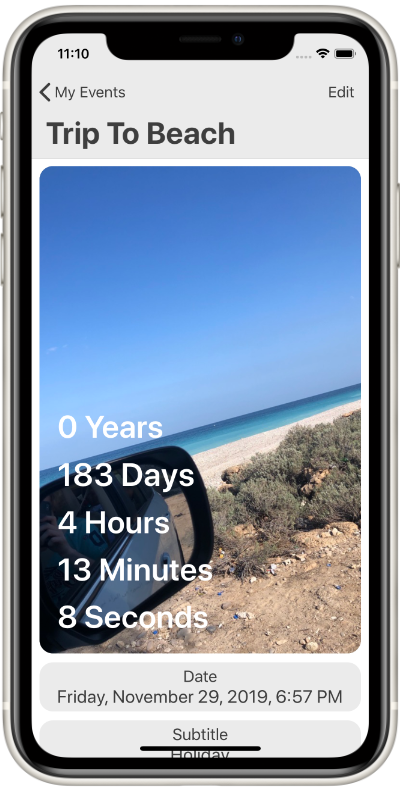 11:10
My Events Edit
Trip To Beach
0 Years
183 Days
4 Hours
13 Minutes
8 Seconds
Date
Friday, November 29, 2019, 6:57 PM
Subtitle
Holiday